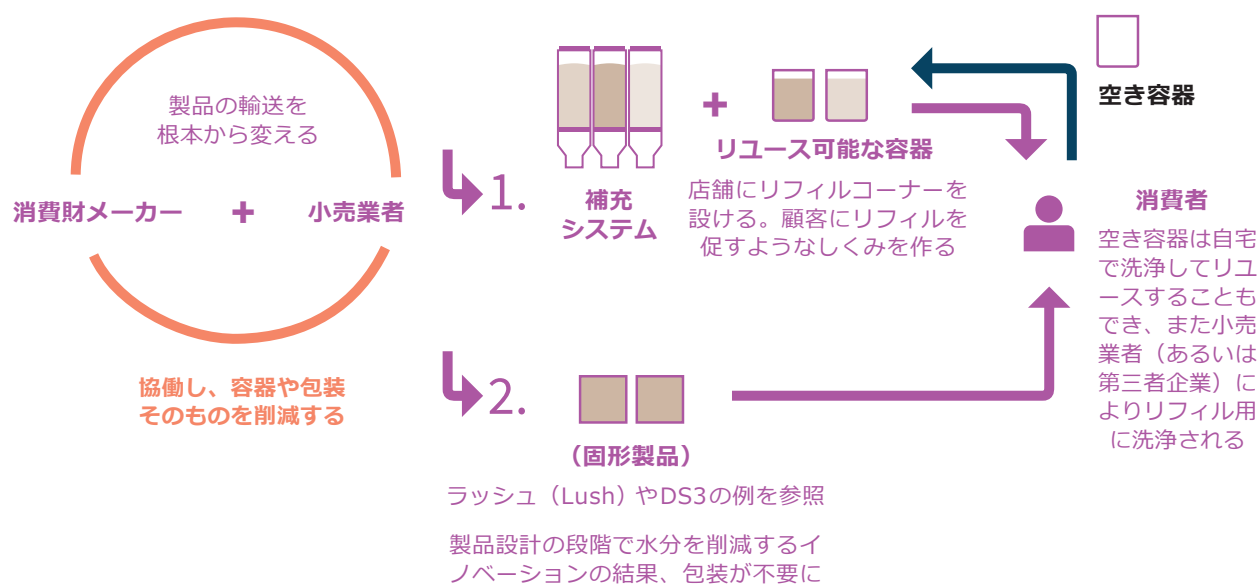 製品の輸送を
根本から変える
消費財メーカー + 小売業者
協働し、容器や包装
そのものを削減する
1.
補充
システム
+
リユース可能な容器
店舗にリフィルコーナーを
設ける。顧客にリフィルを
促すようなしくみを作る
空き容器
消費者
空き容器は自宅
で洗浄してリユ
ースすることも
でき、また小売
業者（あるいは
第三者企業）に
よりリフィル用
に洗浄される
2.
（固形製品）
ラッシュ（Lush）やDS3の例を参照
製品設計の段階で水分を削減するイ
ノベーションの結果、包装が不要に